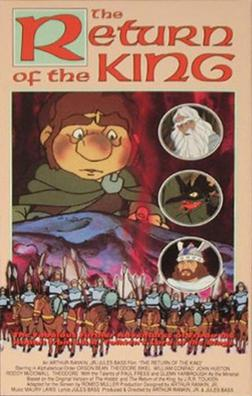 The
Return
of the KING
An ARTHUR RANKIN, JR./JULES BASS Film "THE RETURN OF THE KING"
Starring in Alphabetical Order ORSON BEAN THEODORE BIKEL WILLIAM CONRAD JOHN HUSTON
RODDY McDOWALL THEODORE With the Talents of PAUL FREES and GLENN YARBROUGH As the Minstrel
Based on the Original Version of "The Hobbit" and "The Return of the King" by J.R.R. TOLKIEN
Adapted for the Screen by ROMEO MULLER Production Designed by ARTHUR RANKIN, JR.
Music MAURY LAWS Lyrics JULES BASS Produced & Directed by ARTHUR RANKIN, JR. & JULES BASS